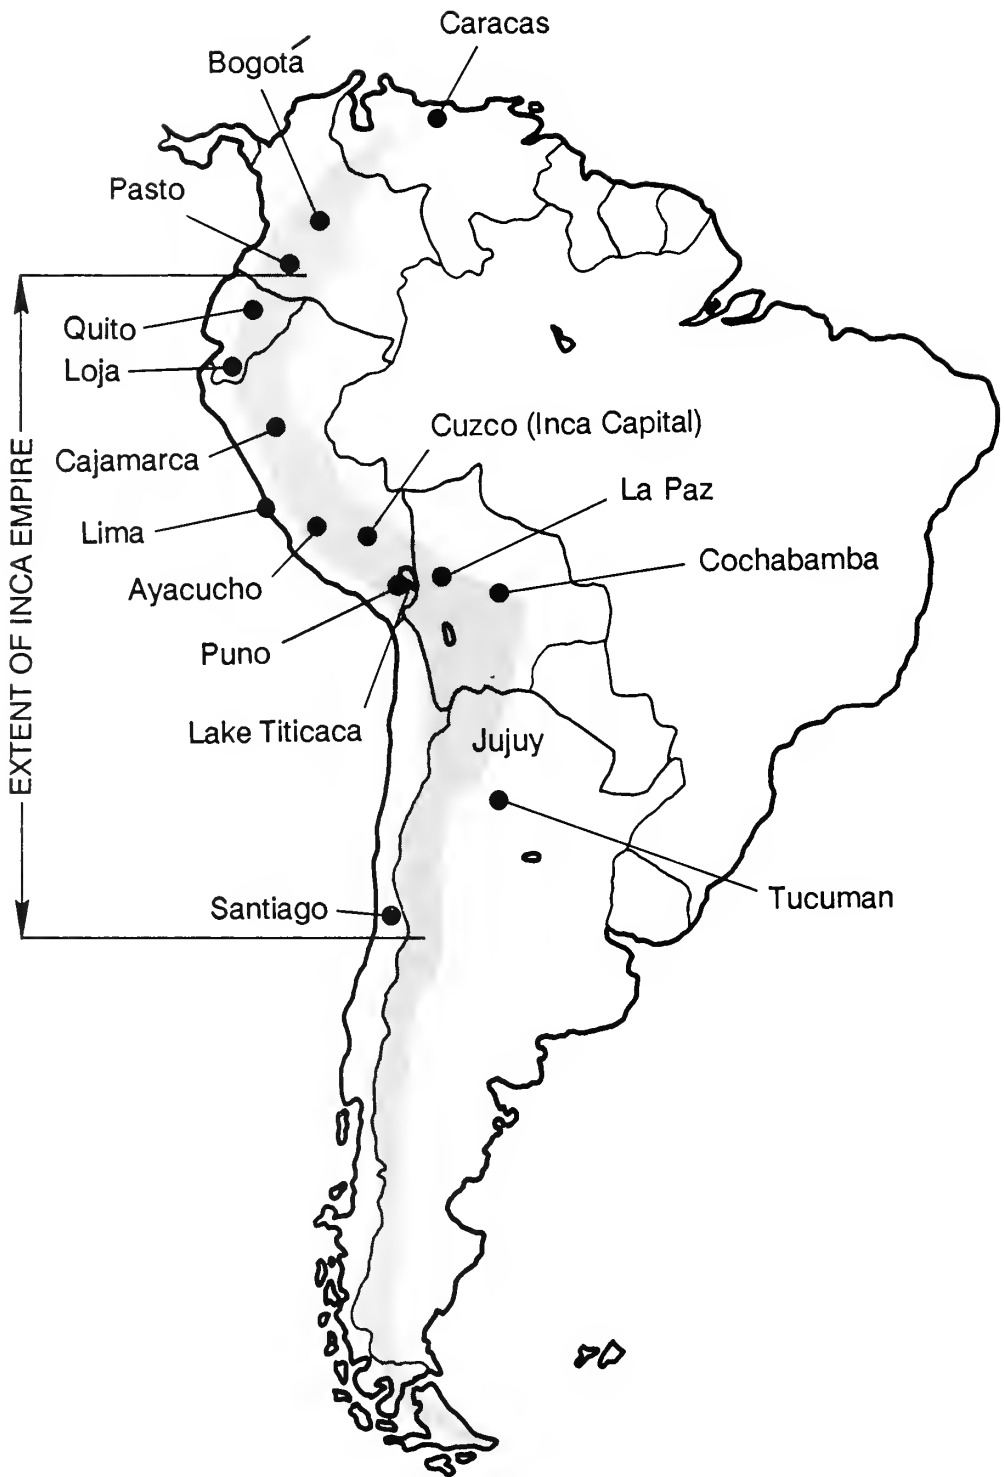 Caracas
Bogotá
Pasto
Quito
Loja
Cuzco (Inca Capital)
Cajamarca
La Paz
Lima
Cochabamba
Ayacucho
Puno
Lake Titicaca
Jujuy
EXTENT OF INCA EMPIRE
Tucuman
Santiago